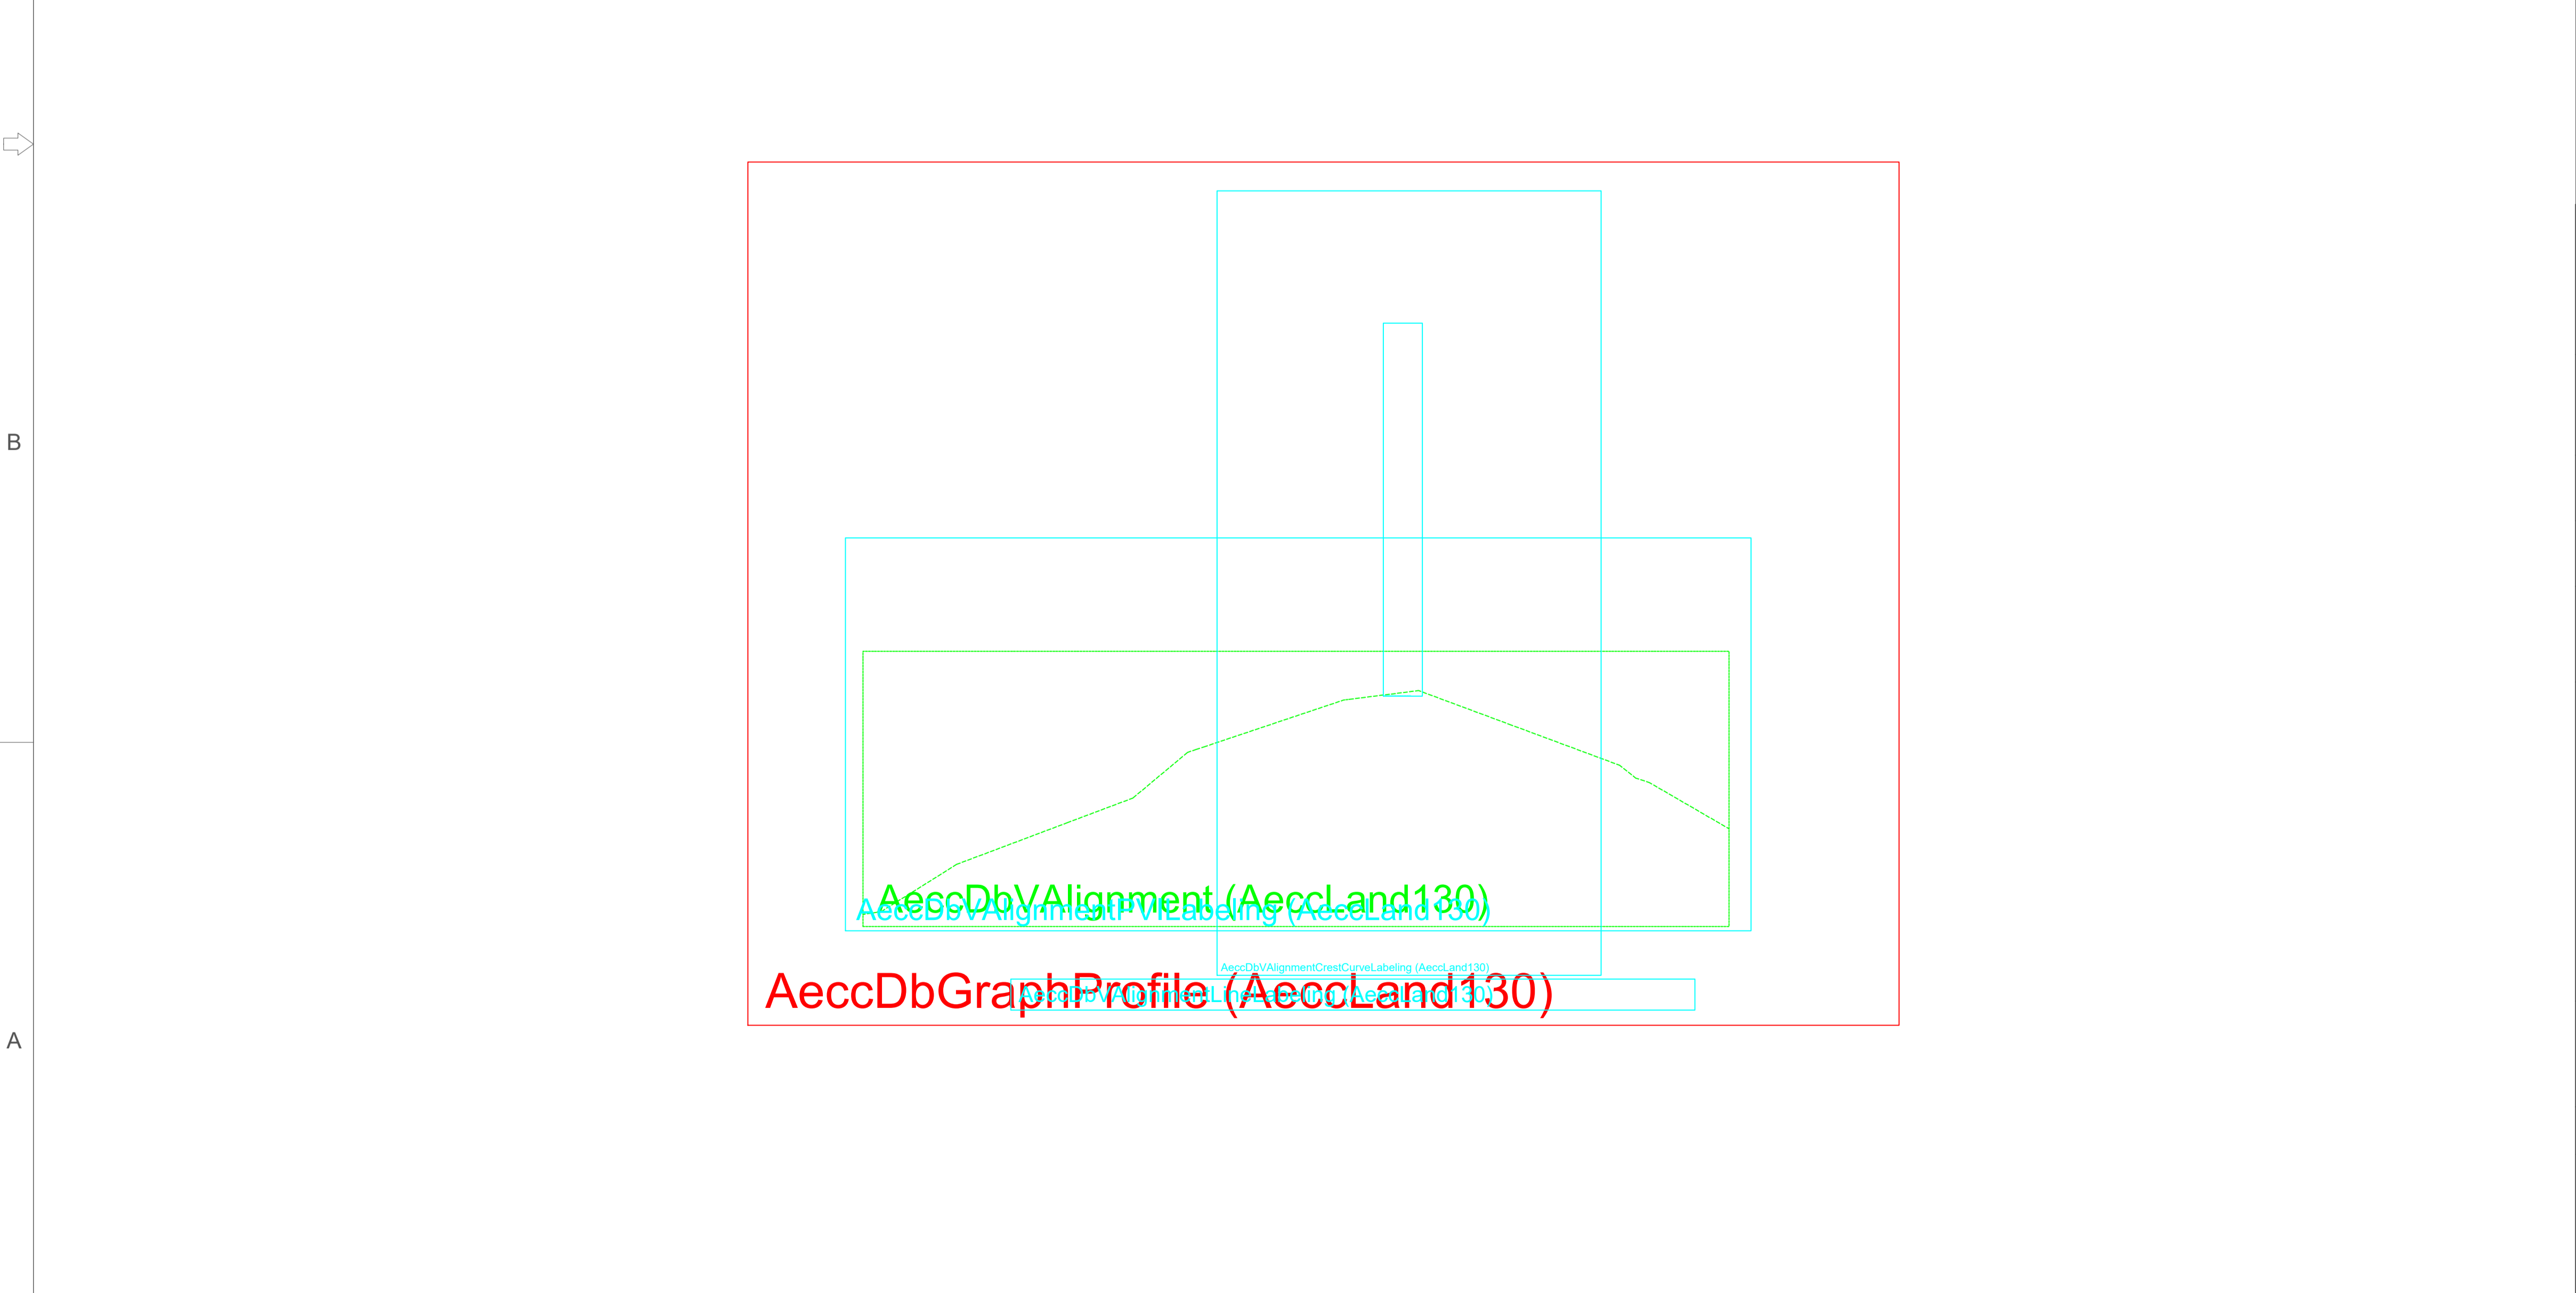 B
AeccDbVAlignment (AeccLand130)
AeccDbVAlignmentPVILabeling (AeccLand130)
AeccDbVAlignmentCrestCurveLabeling (AeccLand130)
AeccDbGraphProfile (AeccLand130)
AeccDbVAlignmentLineLabeling (AeccLand130)
A